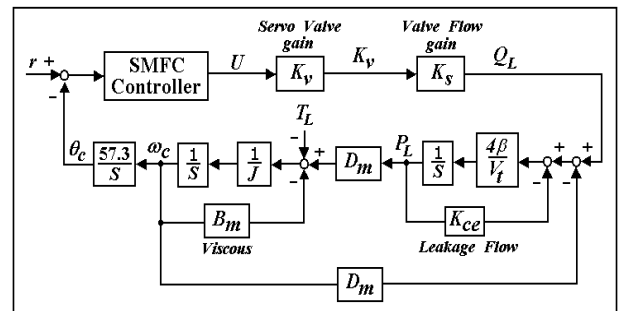 Servo Valve gain
Valve Flow gain
r + SMFC Controller U K_v K_v K_s Q_L
−
T_L
θ_c ω_c − P_L 4β + +
57.3/S 1/S 1/J + D_m 1/S 4β/V_t − −
−
B_m K_ce
Viscous Leakage Flow
D_m